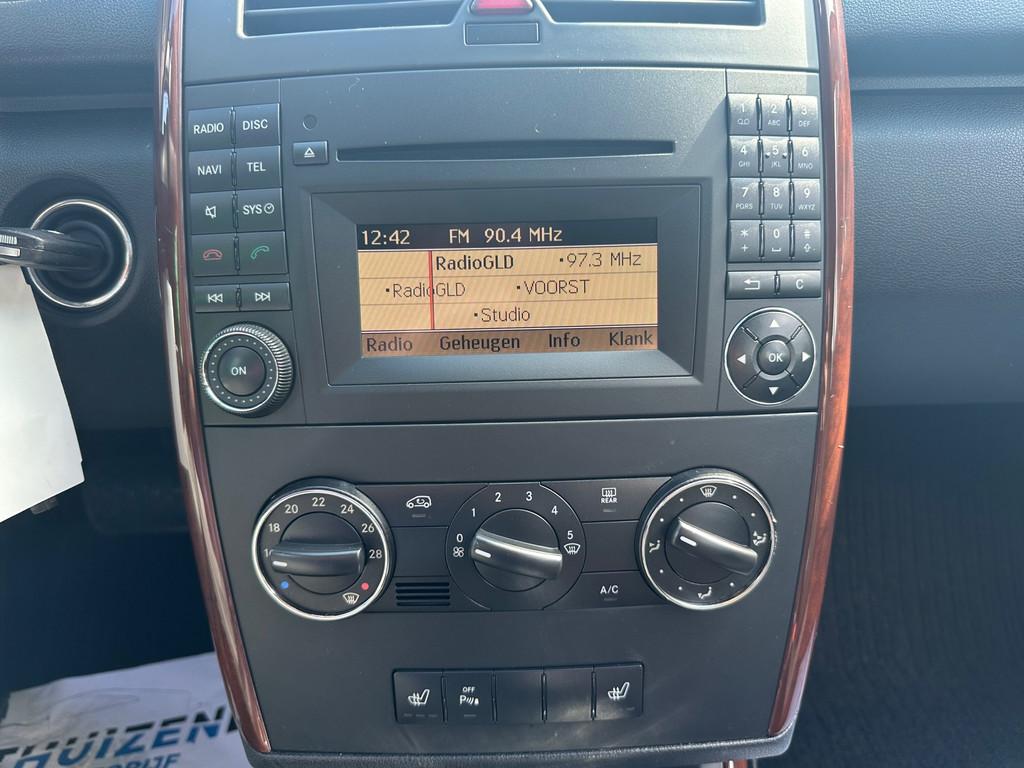 RADIO DISC
NAVI TEL
SYS
ON
12:42 FM 90.4 MHz
RadioGLD •97.3 MHz
•RadioGLD •VOORST
•Studio
Radio Geheugen Info Klank
1 2 ABC 3 DEF
4 GHI 5 JKL 6 MNO
7 PQRS 8 TUV 9 WXYZ
* + 0 #
C
OK
18 20 22 24 26 28
0 1 2 3 4 5
REAR
A/C
OFF
P
THUIZEN